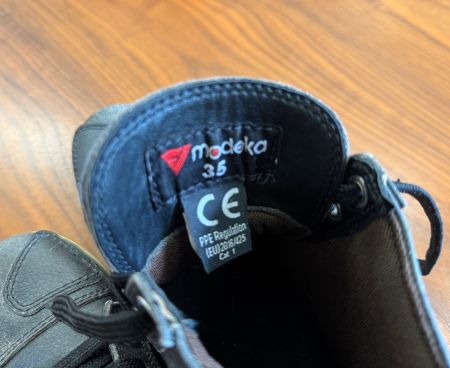 modeka
35
CE
PPE Regulation
(EU)2016/425
Cat 1